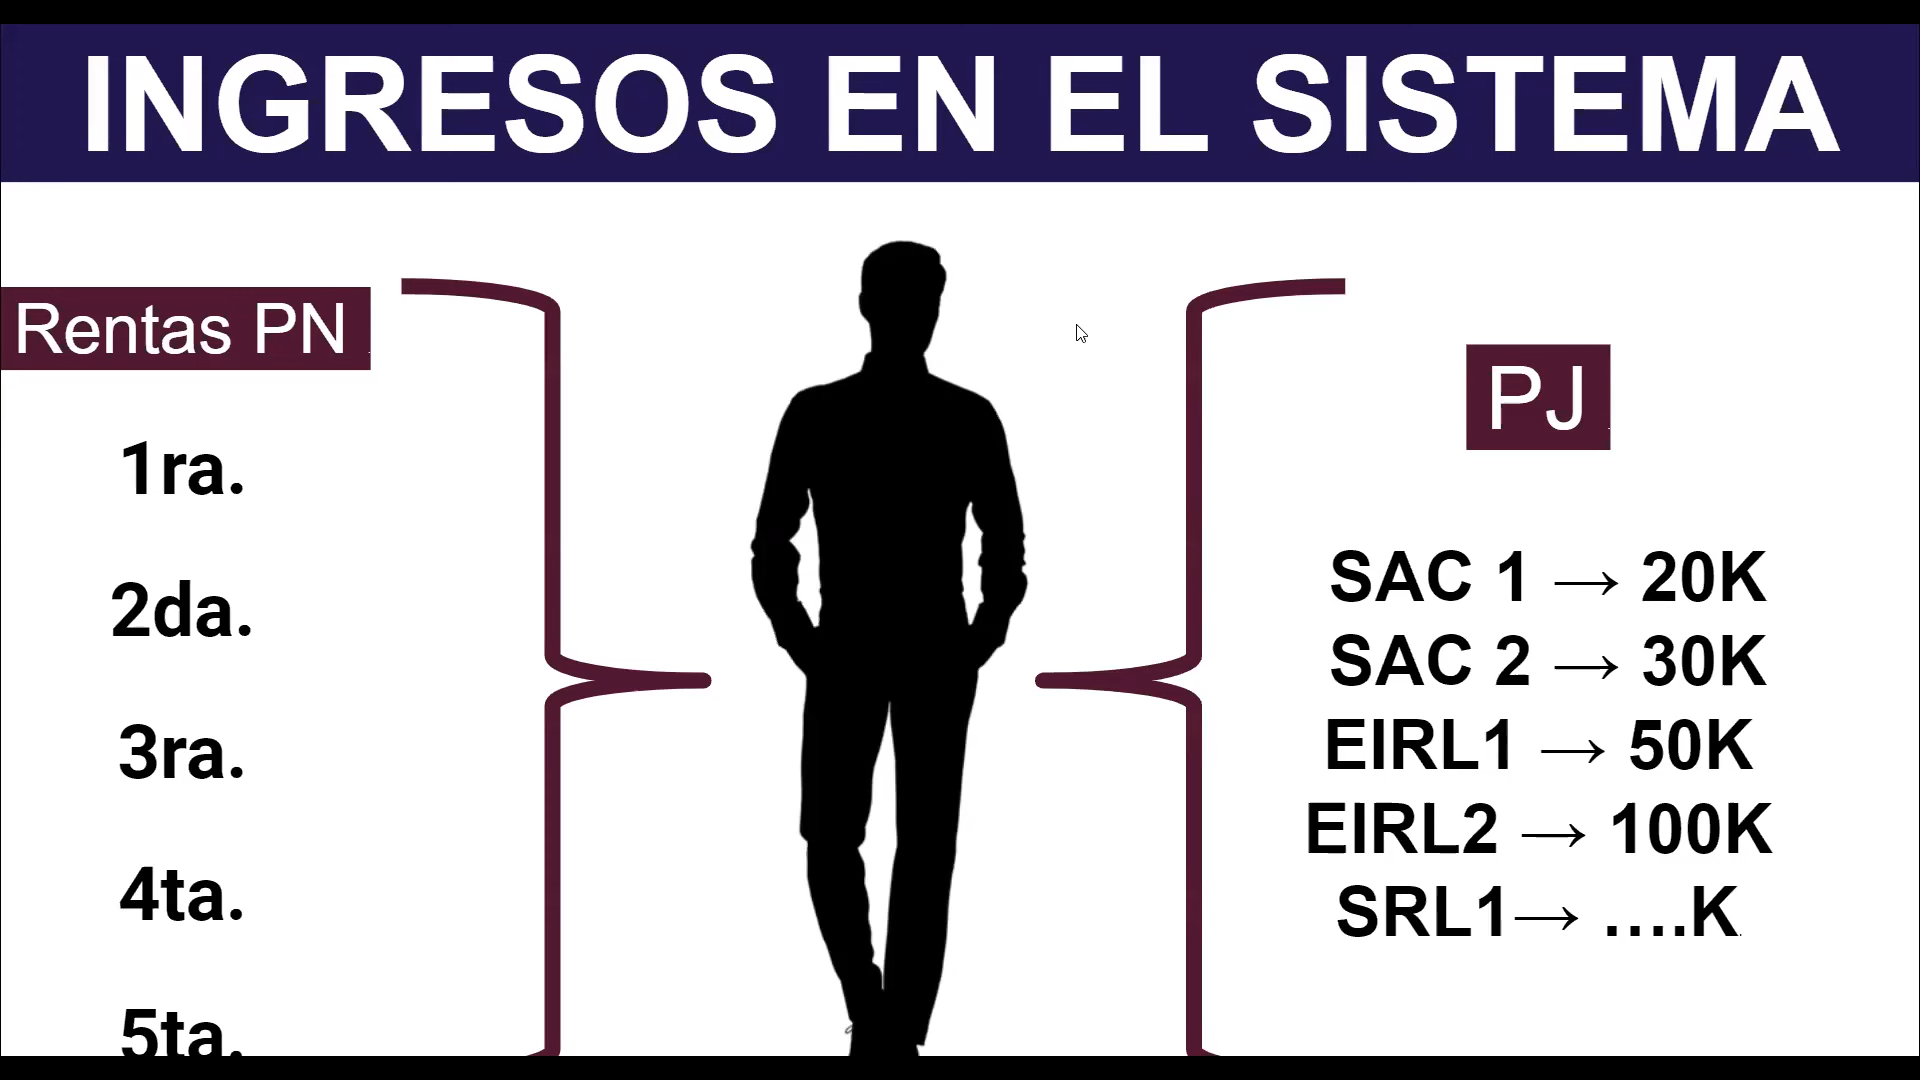 INGRESOS EN EL SISTEMA
Rentas PN
1ra.
2da.
3ra.
4ta.
5ta.
PJ
SAC 1 → 20K
SAC 2 → 30K
EIRL1 → 50K
EIRL2 → 100K
SRL1→ ....K